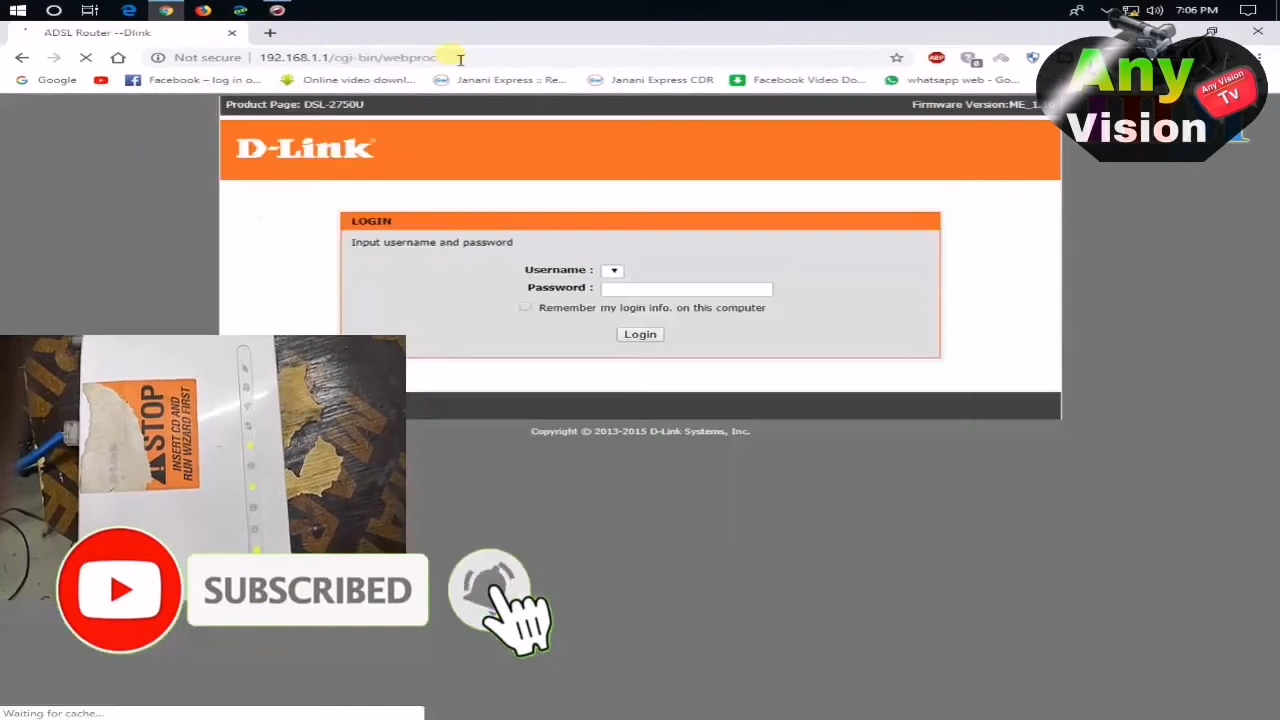 7:06 PM
ADSL Router --Dlink
Not secure
192.168.1.1/cgi-bin/webproc
Google
Facebook – log in o...
Online video downl...
Janani Express :: Re...
Janani Express CDR
Facebook Video Do...
whatsapp web - Go...
Any
Vision
Any Vision
Tv
Product Page: DSL-2750U
Firmware Version:ME_1.
D-Link
LOGIN
Input username and password
Username :
Password :
Remember my login info. on this computer
Login
Copyright © 2013-2015 D-Link Systems, Inc.
STOP
INSERT CD AND
RUN WIZARD FIRST
SUBSCRIBED
Waiting for cache...